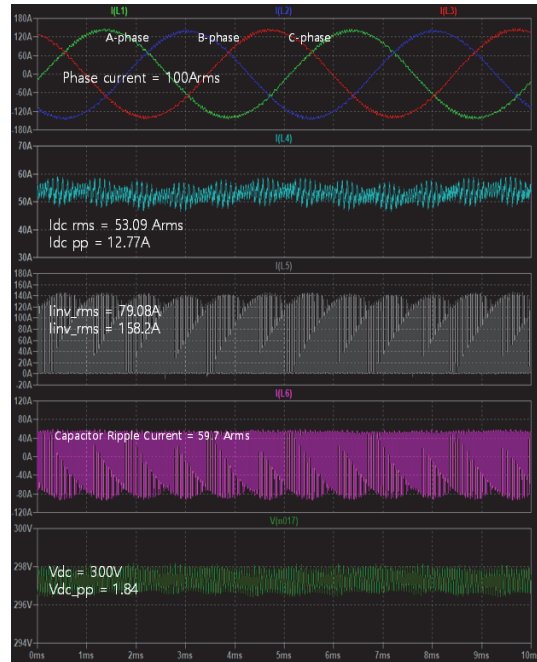 I(L1) I(L2) I(L3)
180A
120A
60A
0A
-60A
-120A
-180A
A-phase B-phase C-phase
Phase current = 100Arms
I(L4)
70A
60A
50A
40A
30A
Idc rms = 53.09 Arms
Idc pp = 12.77A
I(L5)
180A
160A
140A
120A
100A
80A
60A
40A
20A
0A
-20A
Iinv_rms = 79.08A
Iinv_rms = 158.2A
I(L6)
120A
80A
40A
0A
-40A
-80A
-120A
Capacitor Ripple Current = 59.7 Arms
V(n017)
300V
298V
296V
294V
Vdc = 300V
Vdc_pp = 1.84
0ms 1ms 2ms 3ms 4ms 5ms 6ms 7ms 8ms 9ms 10ms